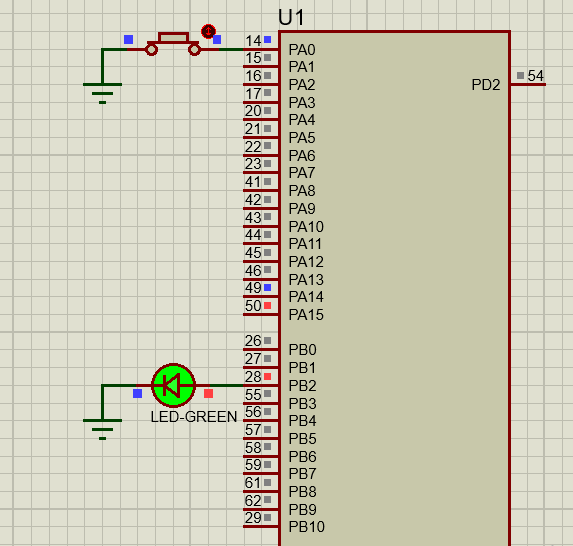 U1
14 PA0
15 PA1
16 PA2
PD2 54
17 PA3
20 PA4
21 PA5
22 PA6
23 PA7
41 PA8
42 PA9
43 PA10
44 PA11
45 PA12
46 PA13
49 PA14
50 PA15
26 PB0
27 PB1
28 PB2
LED-GREEN
55 PB3
56 PB4
57 PB5
58 PB6
59 PB7
61 PB8
62 PB9
29 PB10